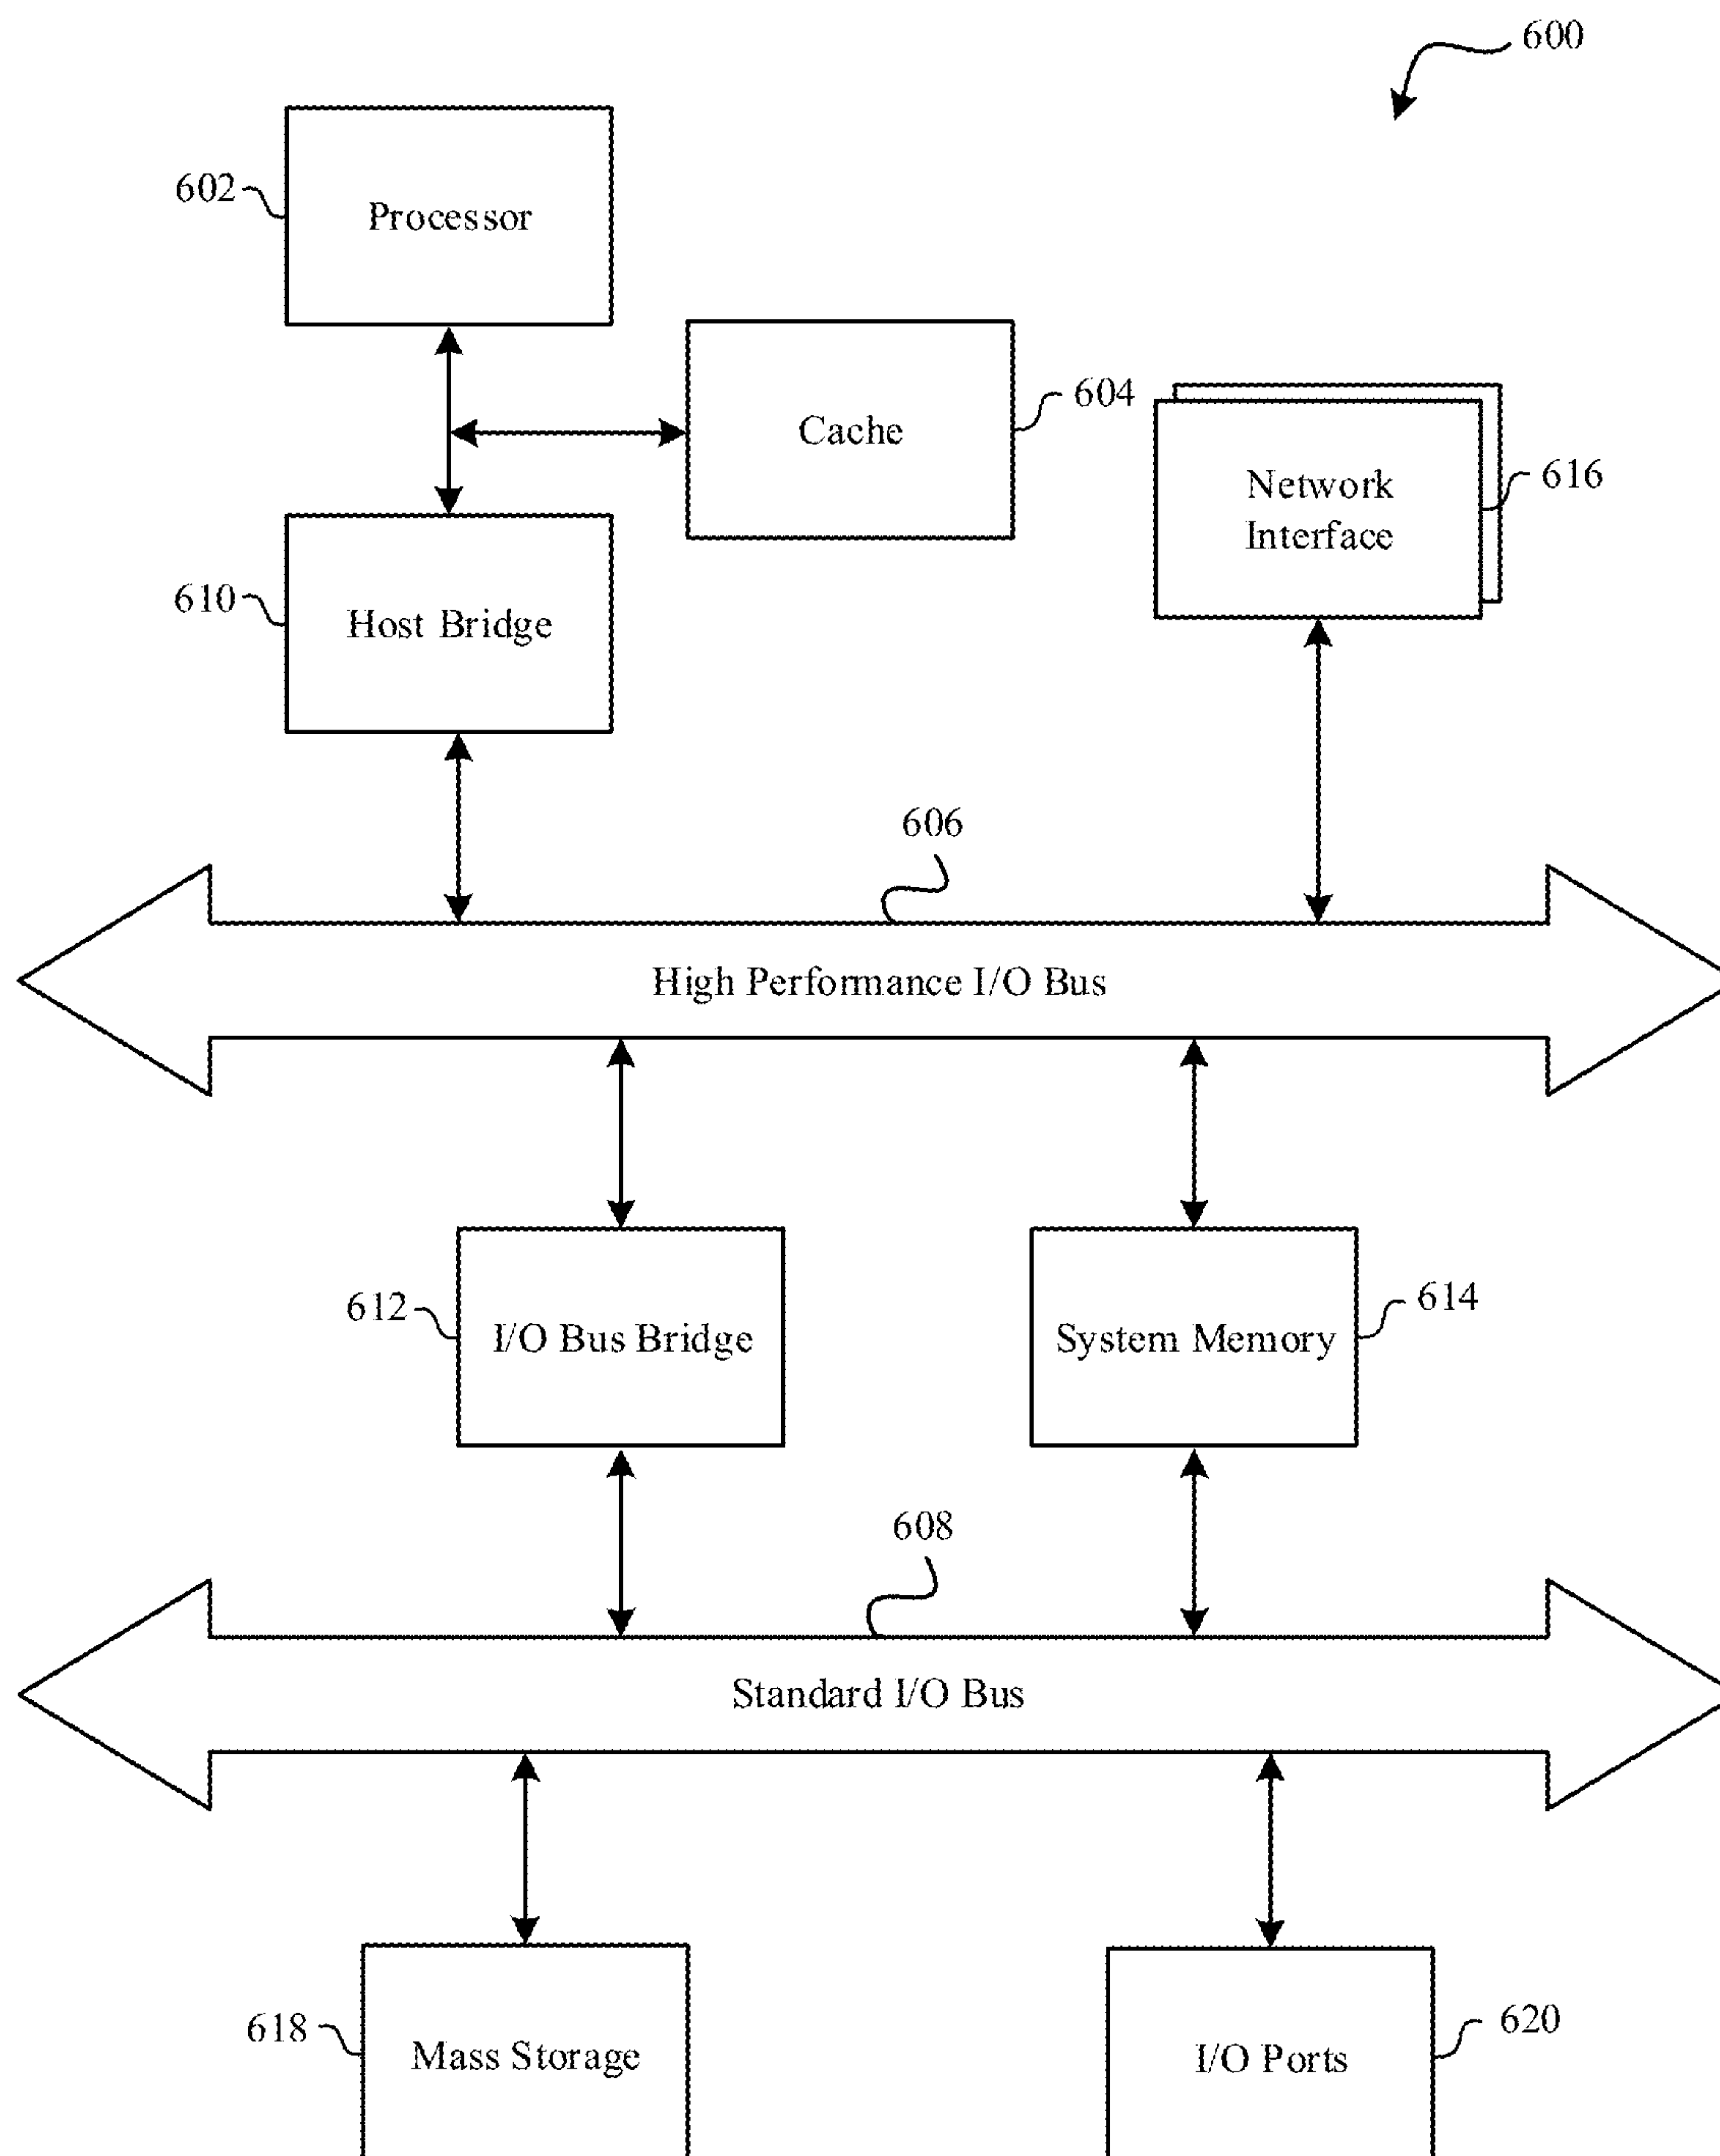 600
602
Processor
604
Cache
616
Network
Interface
610
Host Bridge
606
High Performance I/O Bus
612
I/O Bus Bridge
614
System Memory
608
Standard I/O Bus
618
Mass Storage
620
I/O Ports